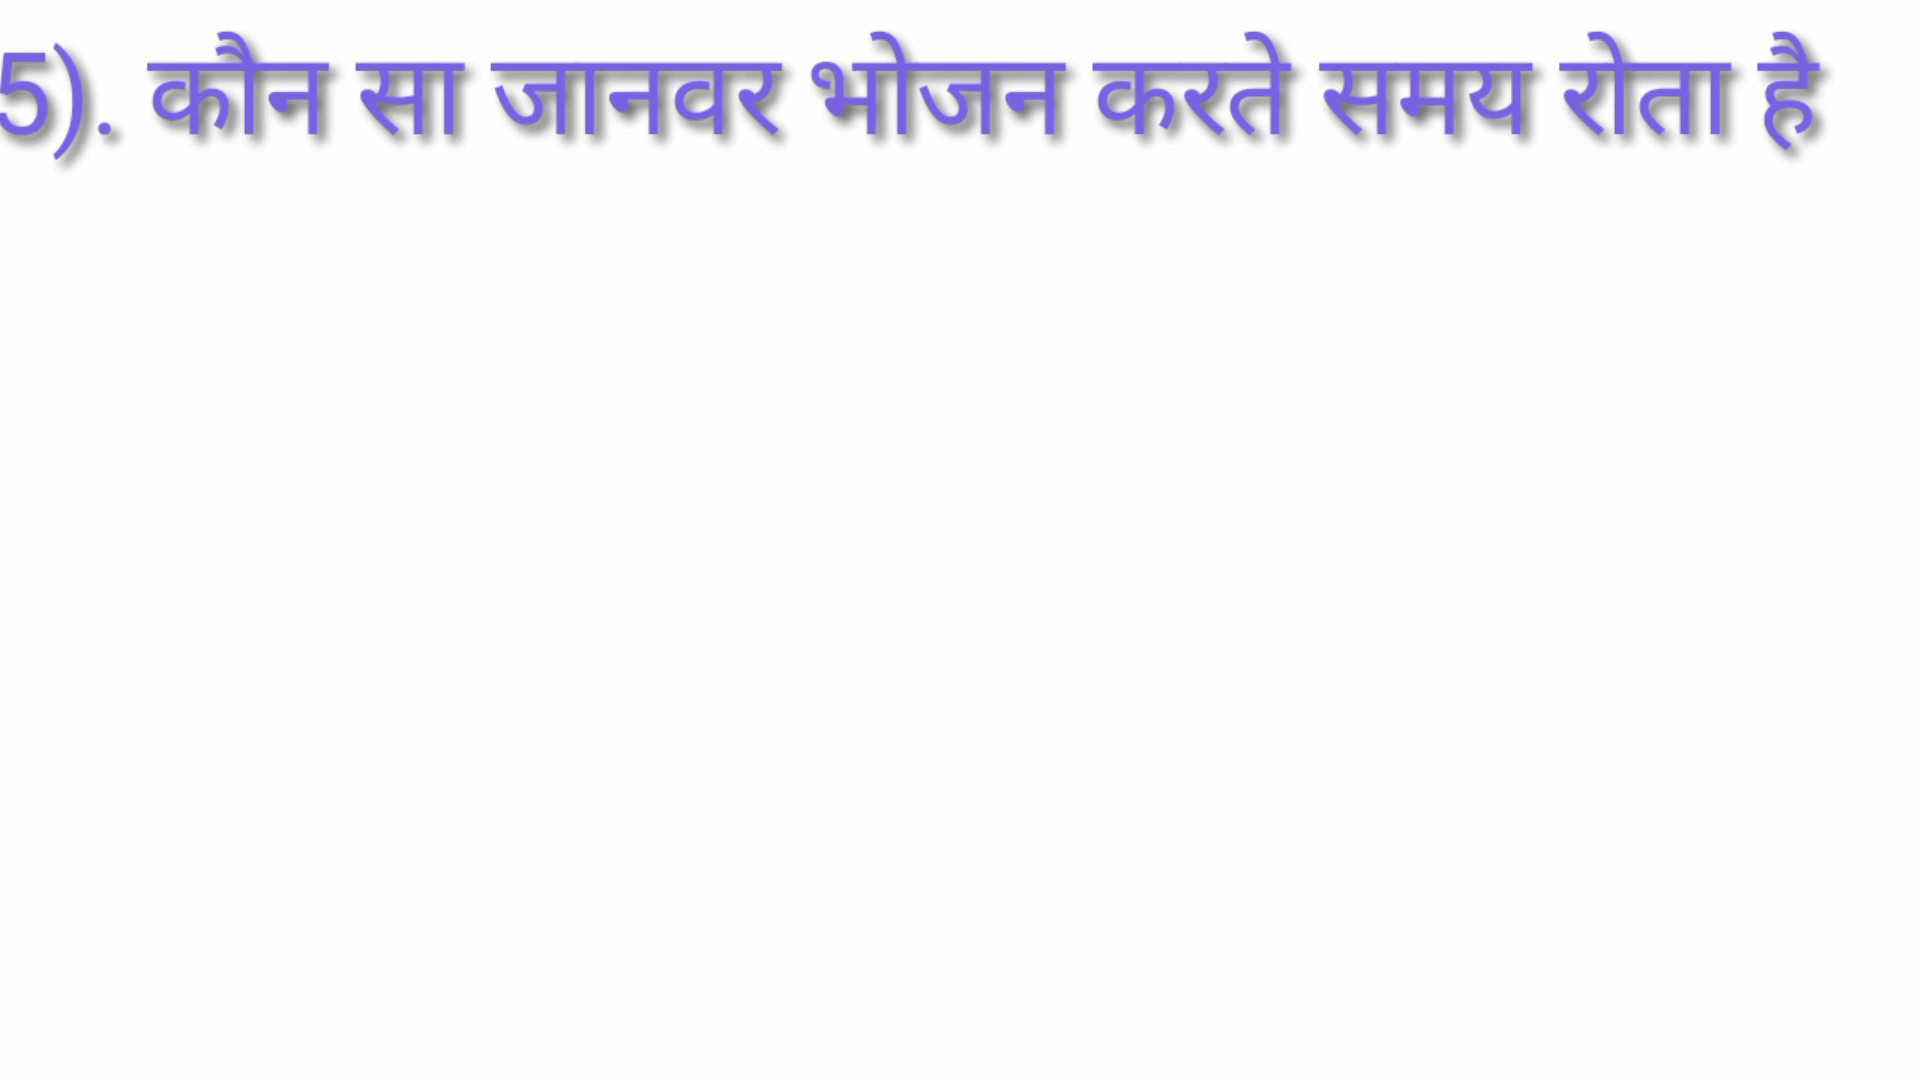 5). कौन सा जानवर भोजन करते समय रोता है